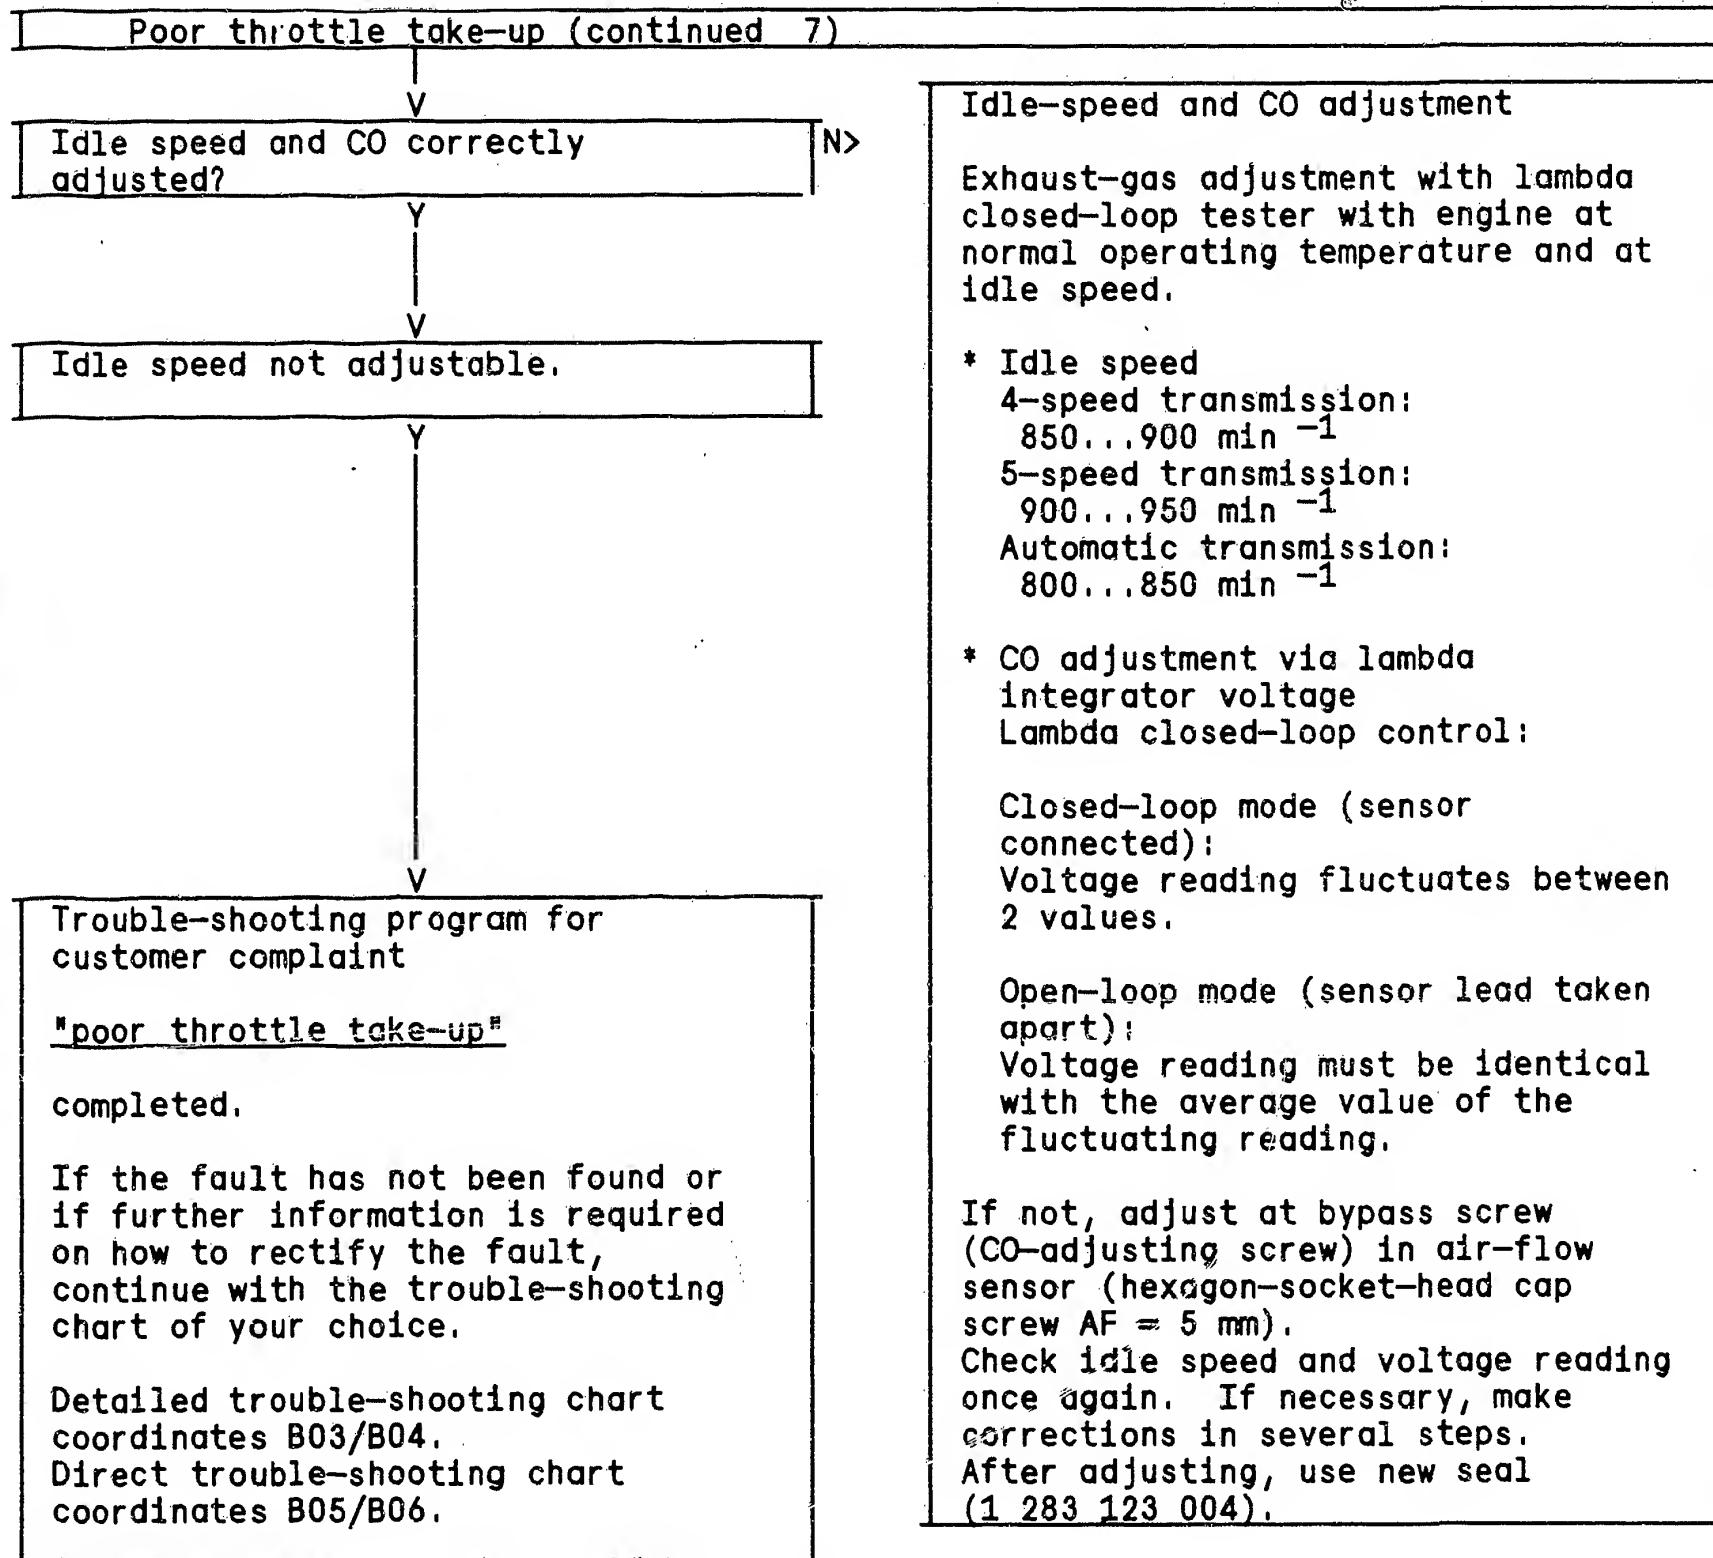 Poor throttle take-up (continued 7)
V
Idle speed and CO correctly
adjusted?
N>
Y
V
Idle speed not adjustable.
Y
V
Trouble-shooting program for
customer complaint
"poor throttle take-up"
completed.
If the fault has not been found or
if further information is required
on how to rectify the fault,
continue with the trouble-shooting
chart of your choice.
Detailed trouble-shooting chart
coordinates B03/B04.
Direct trouble-shooting chart
coordinates B05/B06.
Idle-speed and CO adjustment
Exhaust-gas adjustment with lambda
closed-loop tester with engine at
normal operating temperature and at
idle speed.
* Idle speed
4-speed transmission:
850...900 min -1
5-speed transmission:
900...950 min -1
Automatic transmission:
800...850 min -1
* CO adjustment via lambda
integrator voltage
Lambda closed-loop control:
Closed-loop mode (sensor
connected):
Voltage reading fluctuates between
2 values.
Open-loop mode (sensor lead taken
apart):
Voltage reading must be identical
with the average value of the
fluctuating reading.
If not, adjust at bypass screw
(CO-adjusting screw) in air-flow
sensor (hexagon-socket-head cap
screw AF = 5 mm).
Check idle speed and voltage reading
once again. If necessary, make
corrections in several steps.
After adjusting, use new seal
(1 283 123 004).